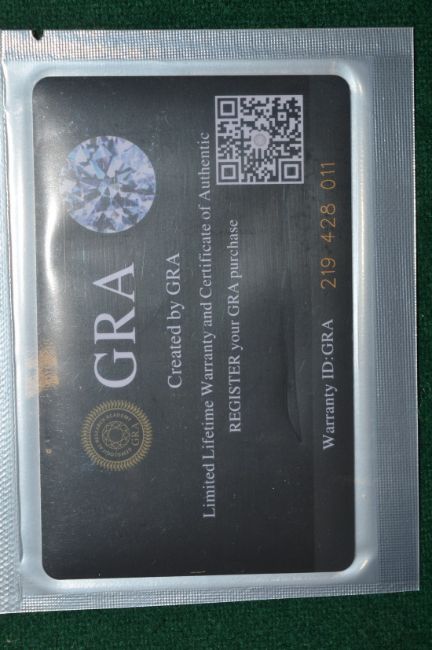 GRA
Created by GRA
Limited Lifetime Warranty and Certificate of Authentic
REGISTER your GRA purchase
Warranty ID:GRA 219 428 011
GRA